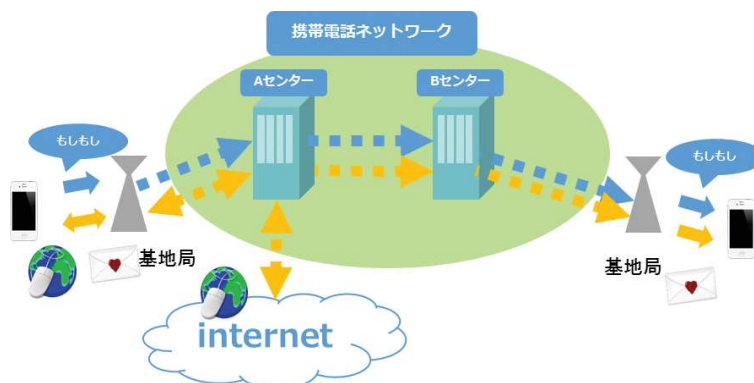 携帯電話ネットワーク
Aセンター
Bセンター
もしもし
もしもし
基地局
基地局
internet